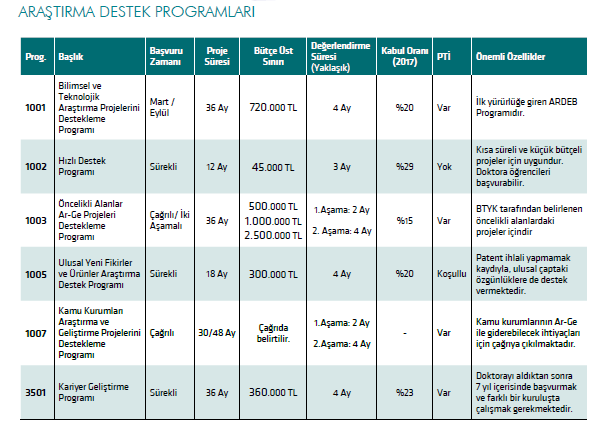 ARAŞTIRMA DESTEK PROGRAMLARI
Prog. Başlık Başvuru Zamanı Proje Süresi Bütçe Üst Sınırı Değerlendirme Süresi (Yaklaşık) Kabul Oranı (2017) PTİ Önemli Özellikler
1001 Bilimsel ve Teknolojik Araştırma Projelerini Destekleme Programı Mart / Eylül 36 Ay 720.000 TL 4 Ay %20 Var İlk yürürlüğe giren ARDEB Programıdır.
1002 Hızlı Destek Programı Sürekli 12 Ay 45.000 TL 3 Ay %29 Yok Kısa süreli ve küçük bütçeli projeler için uygundur. Doktora öğrencileri başvurabilir.
1003 Öncelikli Alanlar Ar-Ge Projeleri Destekleme Programı Çağrılı/ İki Aşamalı 36 Ay 500.000 TL 1.000.000 TL 2.500.000 TL 1.Aşama: 2 Ay 2. Aşama: 4 Ay %15 Var BTYK tarafından belirlenen öncelikli alanlardaki projeler içindir
1005 Ulusal Yeni Fikirler ve Ürünler Araştırma Destek Programı Sürekli 18 Ay 300.000 TL 4 Ay %20 Koşullu Patent ihlali yapmamak kaydıyla, ulusal çaptaki özgünlüklere de destek vermektedir.
1007 Kamu Kurumları Araştırma ve Geliştirme Projelerini Destekleme Programı Çağrılı 30/48 Ay Çağrıda belirtilir. 1.Aşama: 2 Ay 2.Aşama: 4 Ay - Var Kamu kurumlarının Ar-Ge ile giderebilecek ihtiyaçları için çağrıya çıkılmaktadır.
3501 Kariyer Geliştirme Programı Sürekli 36 Ay 360.000 TL 4 Ay %23 Var Doktorayı aldıktan sonra 7 yıl içerisinde başvurmak ve farklı bir kuruluşta çalışmak gerekmektedir.